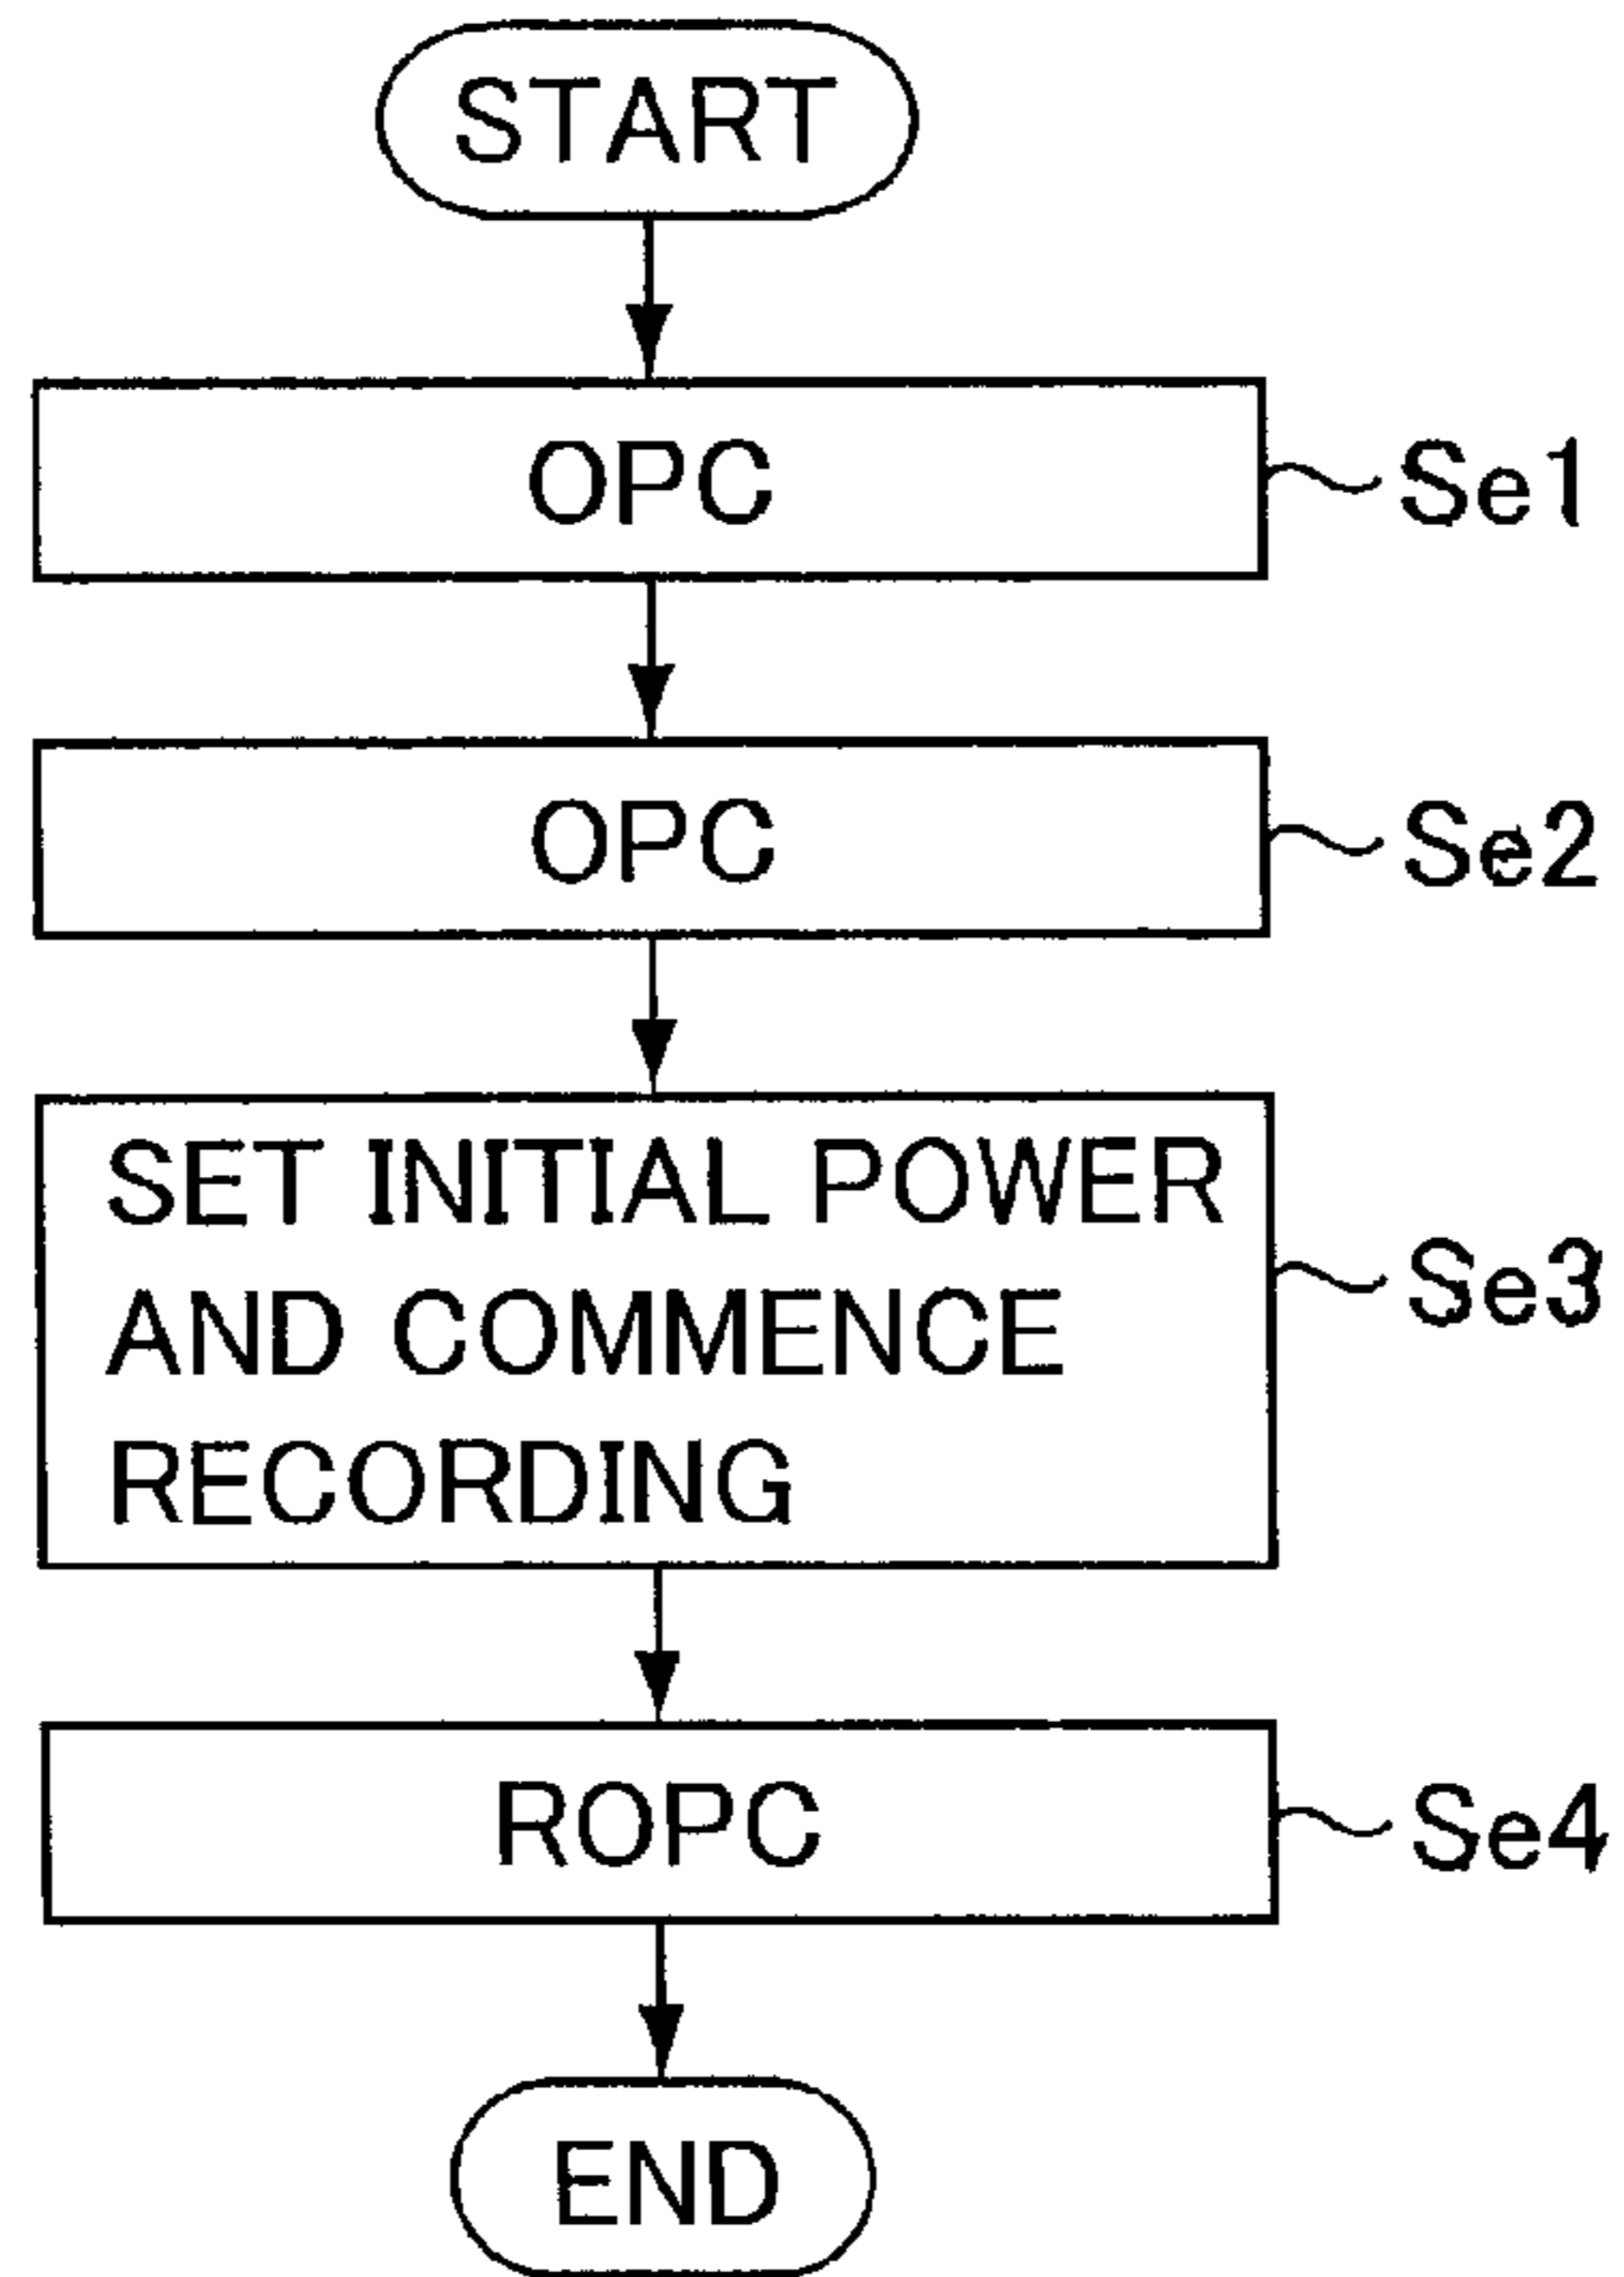 START
OPC
Se1
OPC
Se2
SET INITIAL POWER
AND COMMENCE
RECORDING
Se3
ROPC
Se4
END